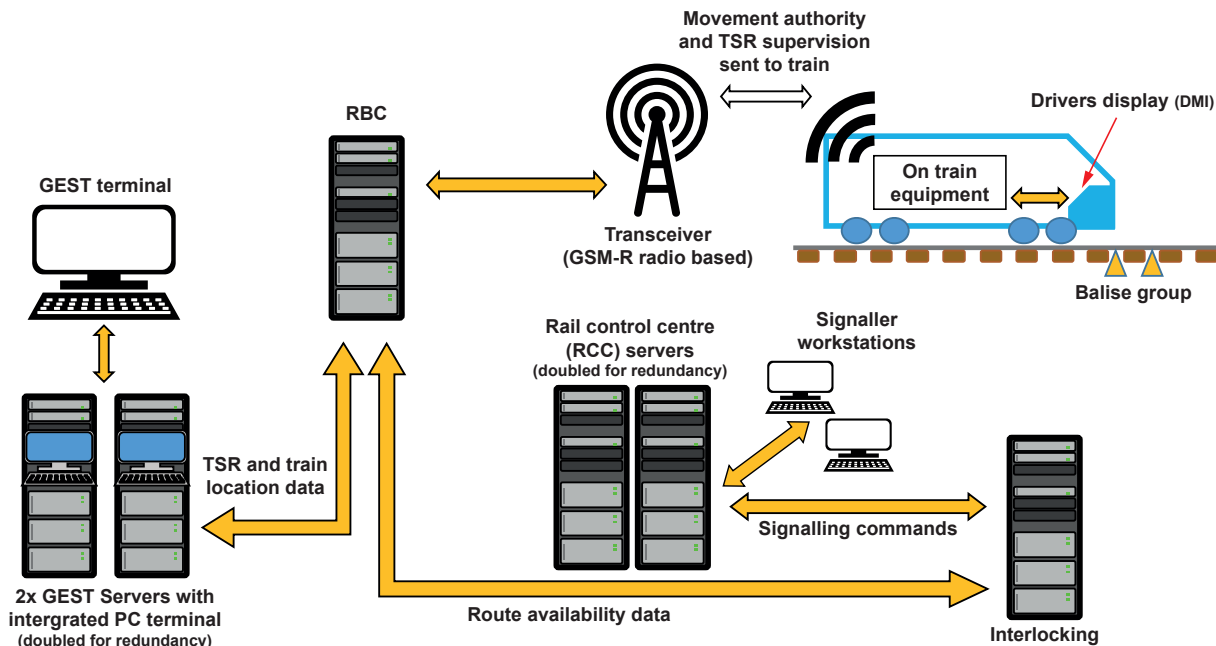 Movement authority
and TSR supervision
sent to train
Drivers display (DMI)
RBC
GEST terminal
On train
equipment
Transceiver
(GSM-R radio based)
Balise group
Rail control centre
(RCC) servers
(doubled for redundancy)
Signaller
workstations
TSR and train
location data
Signalling commands
2x GEST Servers with
intergrated PC terminal
(doubled for redundancy)
Route availability data
Interlocking